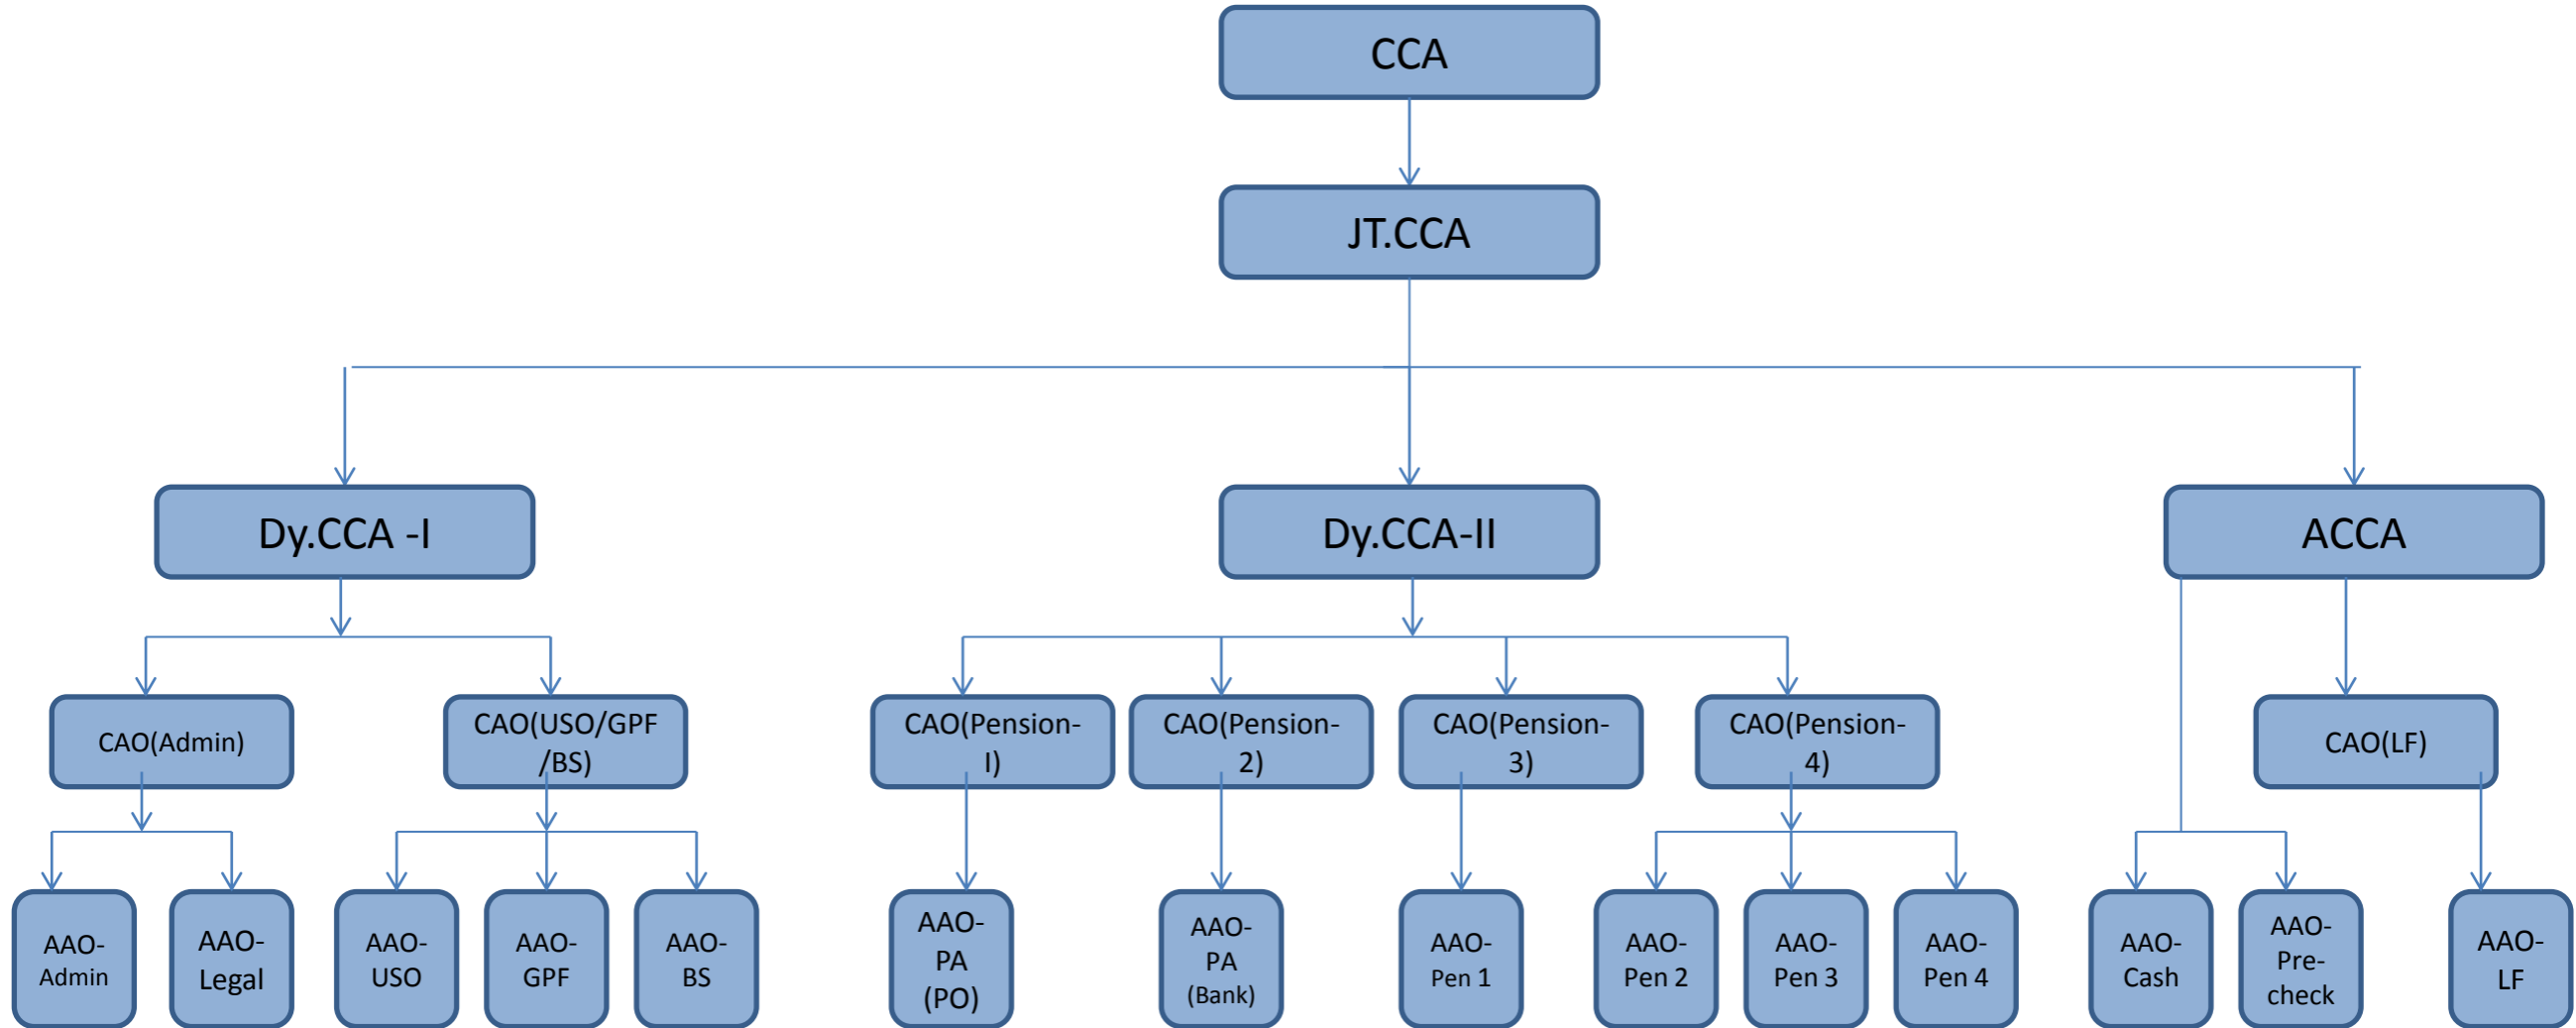 CCA
JT.CCA
Dy.CCA -I
Dy.CCA-II
ACCA
CAO(Admin)
CAO(USO/GPF
/BS)
CAO(Pension-
I)
CAO(Pension-
2)
CAO(Pension-
3)
CAO(Pension-
4)
CAO(LF)
AAO-
Admin
AAO-
Legal
AAO-
USO
AAO-
GPF
AAO-
BS
AAO-
PA
(PO)
AAO-
PA
(Bank)
AAO-
Pen 1
AAO-
Pen 2
AAO-
Pen 3
AAO-
Pen 4
AAO-
Cash
AAO-
Pre-
check
AAO-
LF